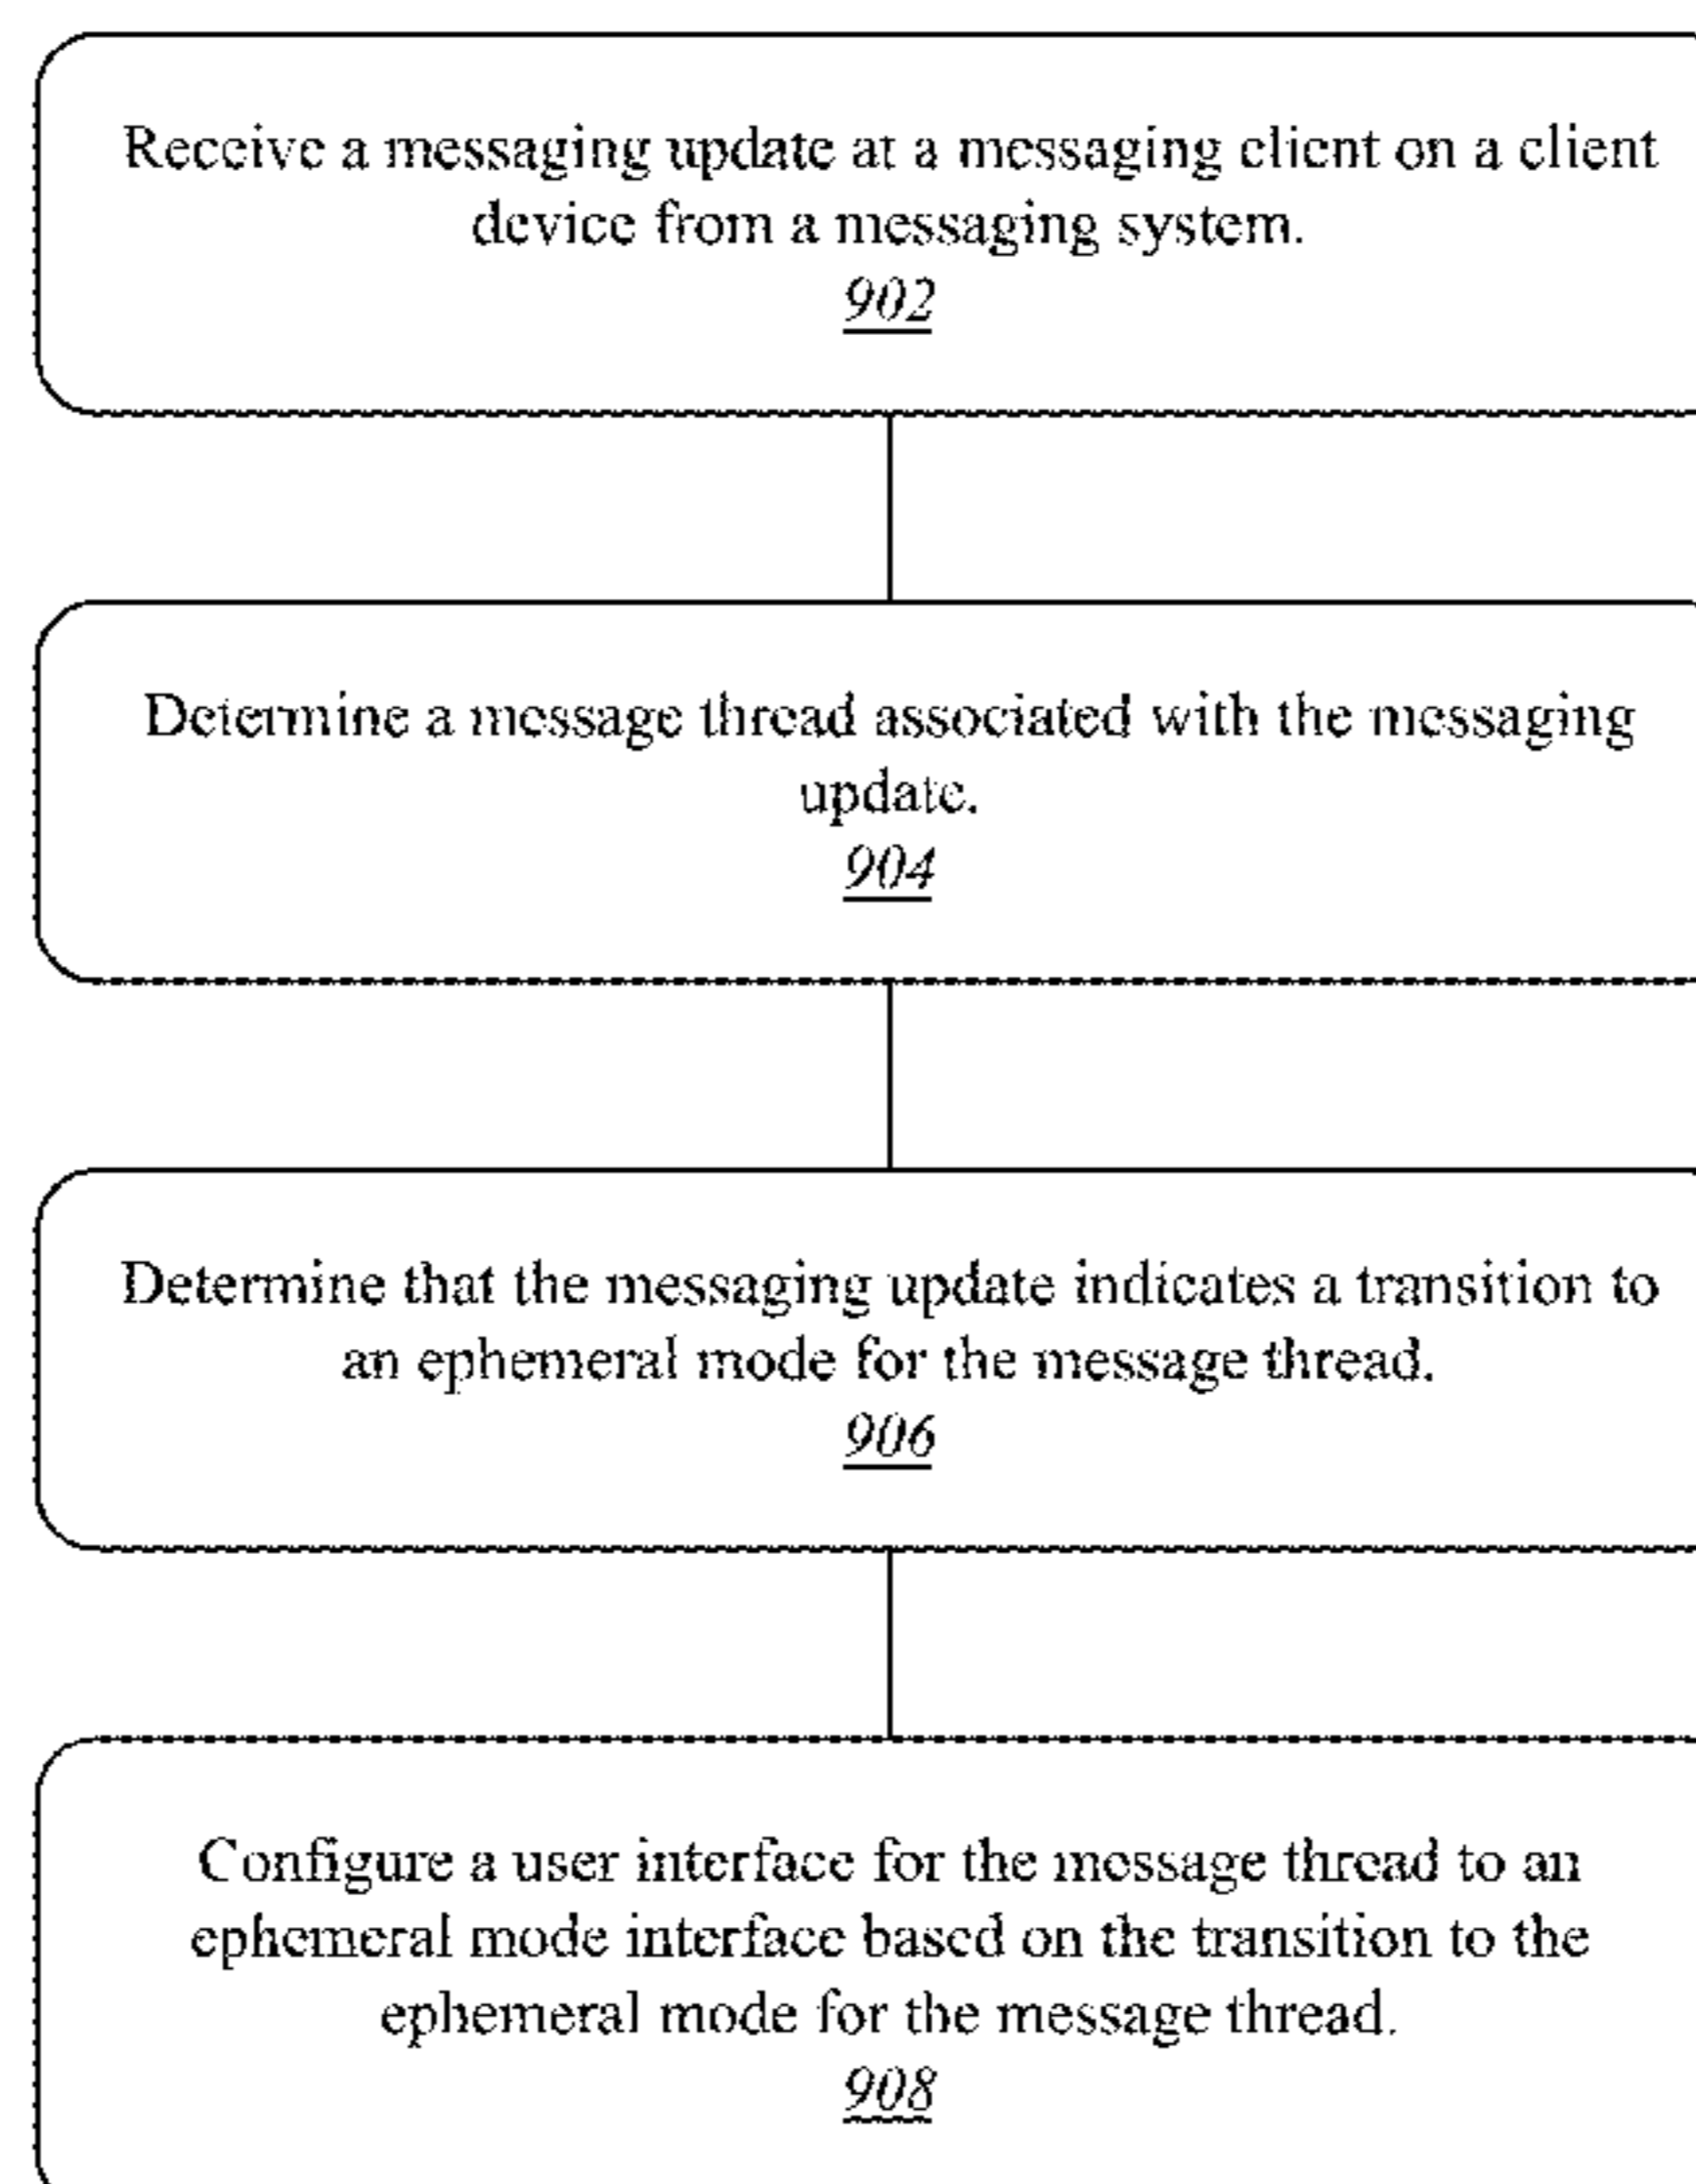 Receive a messaging update at a messaging client on a client
device from a messaging system.
902
Determine a message thread associated with the messaging
update.
904
Determine that the messaging update indicates a transition to
an ephemeral mode for the message thread.
906
Configure a user interface for the message thread to an
ephemeral mode interface based on the transition to the
ephemeral mode for the message thread.
908